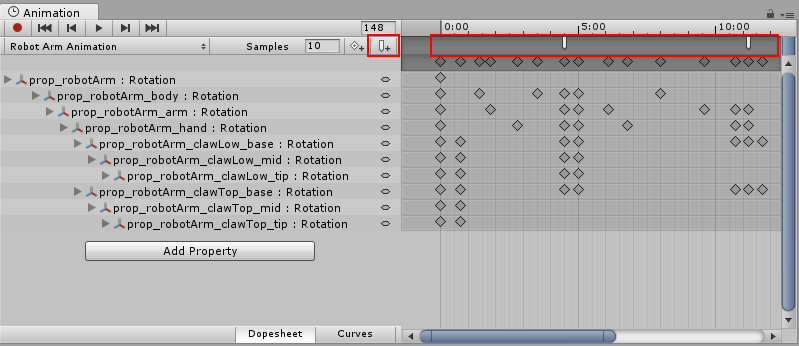 Animation
148 0:00 5:00 10:00
Robot Arm Animation Samples 10
prop_robotArm : Rotation
prop_robotArm_body : Rotation
prop_robotArm_arm : Rotation
prop_robotArm_hand : Rotation
prop_robotArm_clawLow_base : Rotation
prop_robotArm_clawLow_mid : Rotation
prop_robotArm_clawLow_tip : Rotation
prop_robotArm_clawTop_base : Rotation
prop_robotArm_clawTop_mid : Rotation
prop_robotArm_clawTop_tip : Rotation
Add Property
Dopesheet Curves